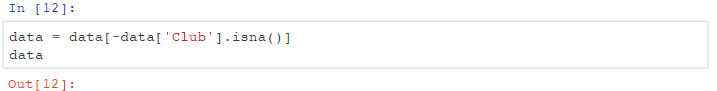 In [12]:
data = data[-data['Club'].isna()]
data
Out[12]: